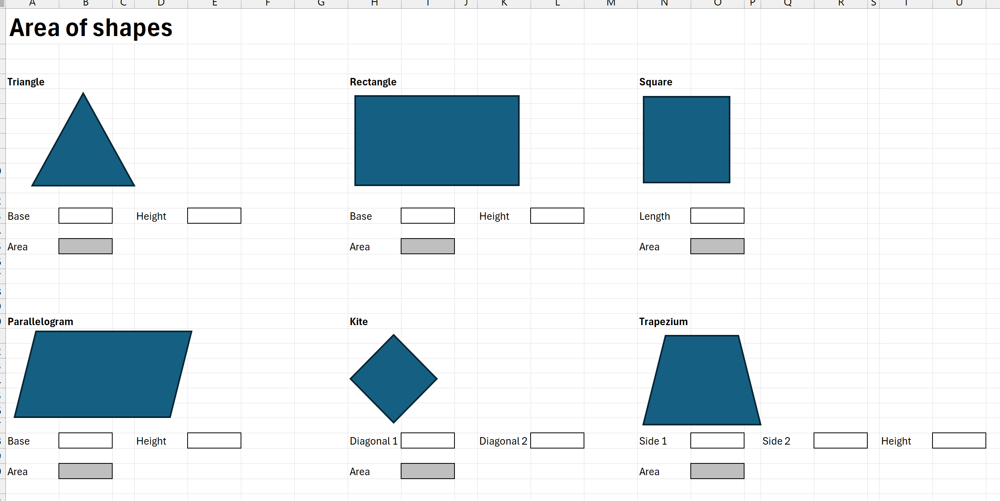 A B C D E F G H I J K L M N O P Q R S T U
Area of shapes
Triangle Rectangle Square
Base Height Base Height Length
Area Area Area
Parallelogram Kite Trapezium
Base Height Diagonal 1 Diagonal 2 Side 1 Side 2 Height
Area Area Area